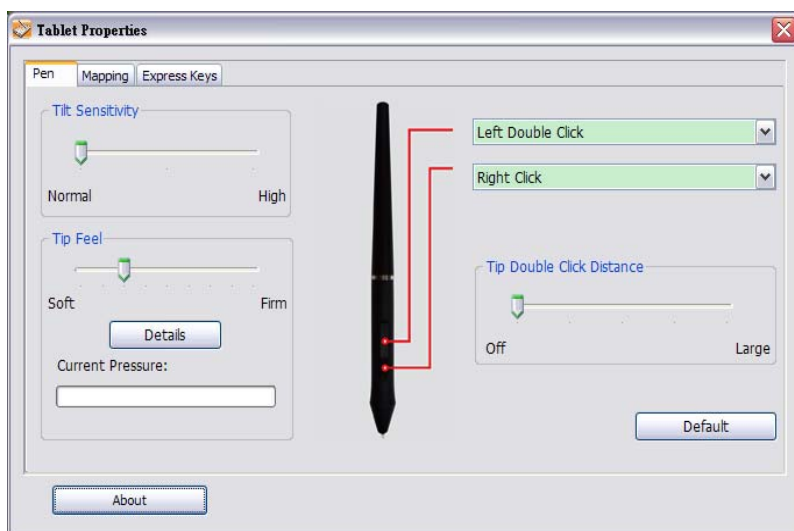 Tablet Properties
Pen Mapping Express Keys
Tilt Sensitivity
Normal High
Tip Feel
Soft Firm
Details
Current Pressure:
Left Double Click
Right Click
Tip Double Click Distance
Off Large
Default
About